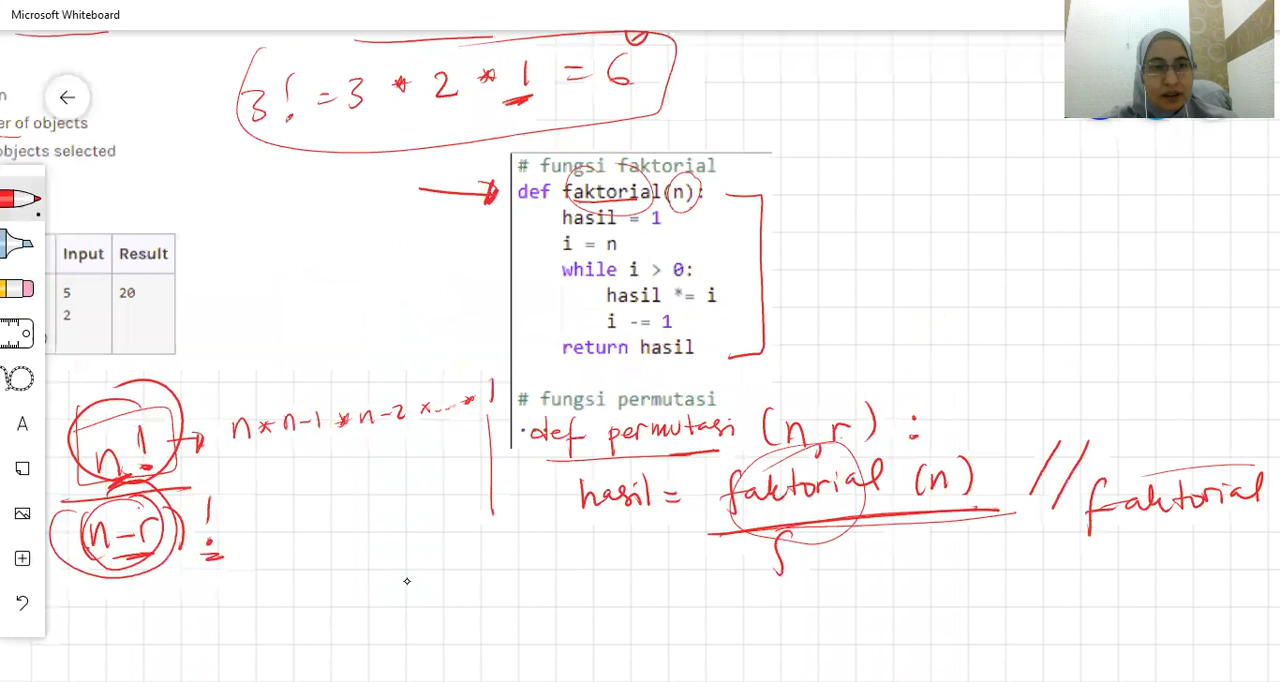 Microsoft Whiteboard
3! = 3 * 2 * 1 = 6
n
er of objects
objects selected
# fungsi faktorial
def faktorial(n):
hasil = 1
i = n
while i > 0:
hasil *= i
i -= 1
return hasil
Input Result
5 20
2
# fungsi permutasi
n! → n * n-1 * n-2 * ... * 1
(n-r)!
def permutasi (n, r) :
hasil = faktorial (n) // faktorial
A